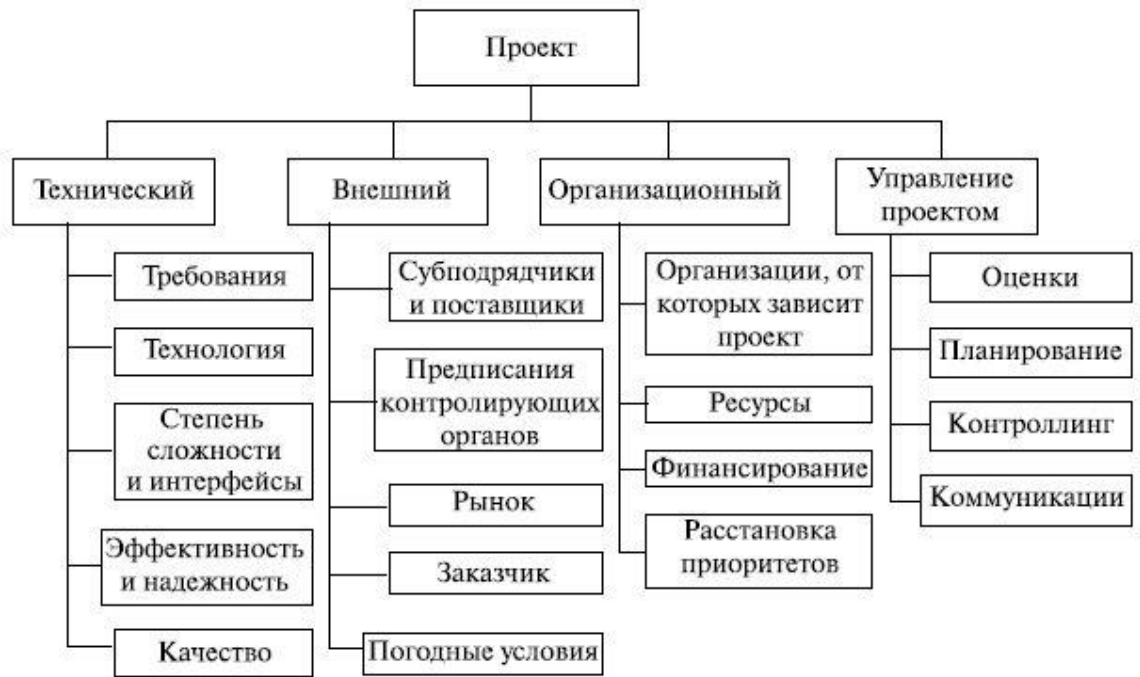 Проект
Технический
Требования
Технология
Степень
сложности
и интерфейсы
Эффективность
и надежность
Качество
Внешний
Субподрядчики
и поставщики
Предписания
контролирующих
органов
Рынок
Заказчик
Погодные условия
Организационный
Организации, от
которых зависит
проект
Ресурсы
Финансирование
Расстановка
приоритетов
Управление
проектом
Оценки
Планирование
Контроллинг
Коммуникации